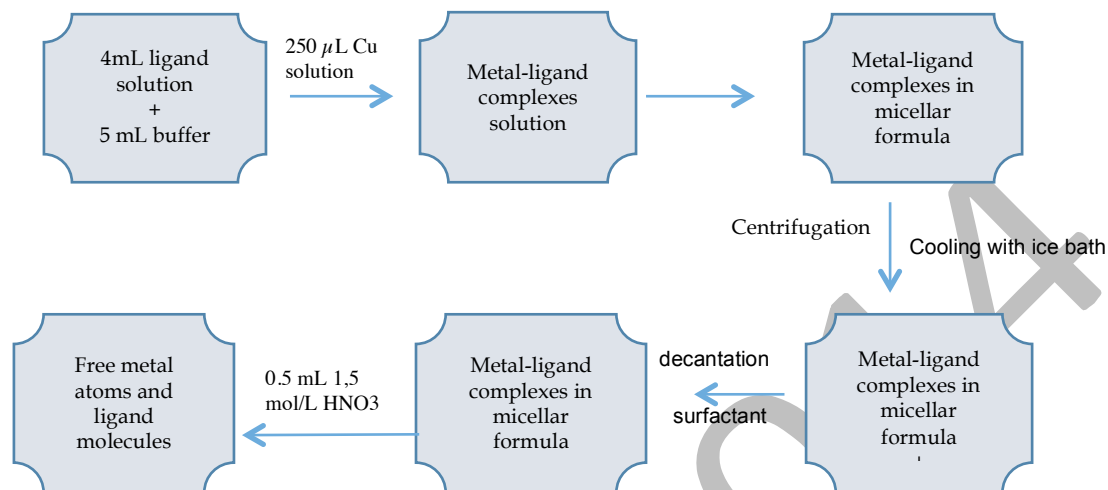 4mL ligand
solution
+
5 mL buffer
250 µL Cu
solution
Metal-ligand
complexes
solution
Metal-ligand
complexes in
micellar
formula
Centrifugation
Cooling with ice bath
Metal-ligand
complexes in
micellar
formula
decantation
surfactant
Metal-ligand
complexes in
micellar
formula
0.5 mL 1,5
mol/L HNO3
Free metal
atoms and
ligand
molecules